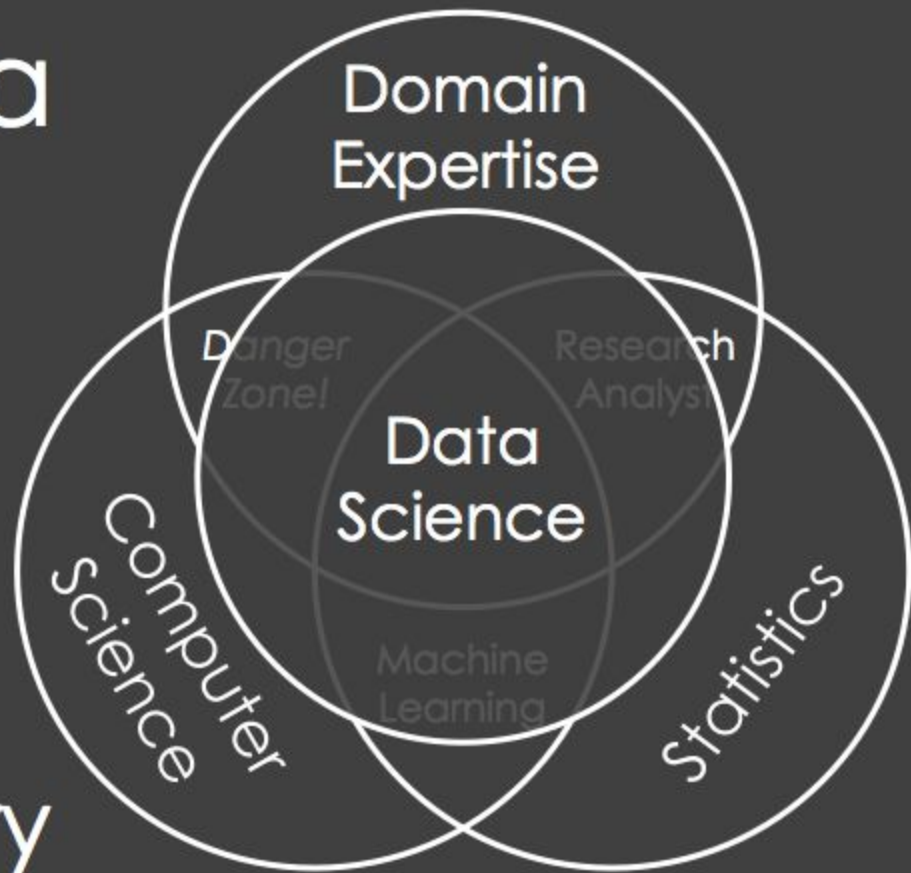 a
Domain
Expertise
Danger
Zone!
Research
Analyst
Data
Science
Computer
Science
Machine
Learning
Statistics
y